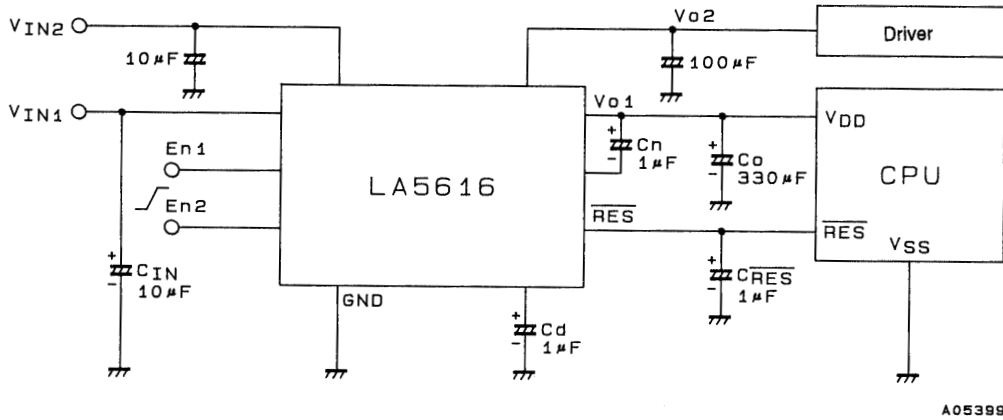 VIN2
10µF
Vo2
100µF
Driver
VIN1
Vo1
+
Cn
-
1µF
+
Co
-
330µF
VDD
CPU
En1
En2
LA5616
RES
RES
VSS
+
CIN
-
10µF
GND
+
Cd
-
1µF
+
CRES
-
1µF
A05399